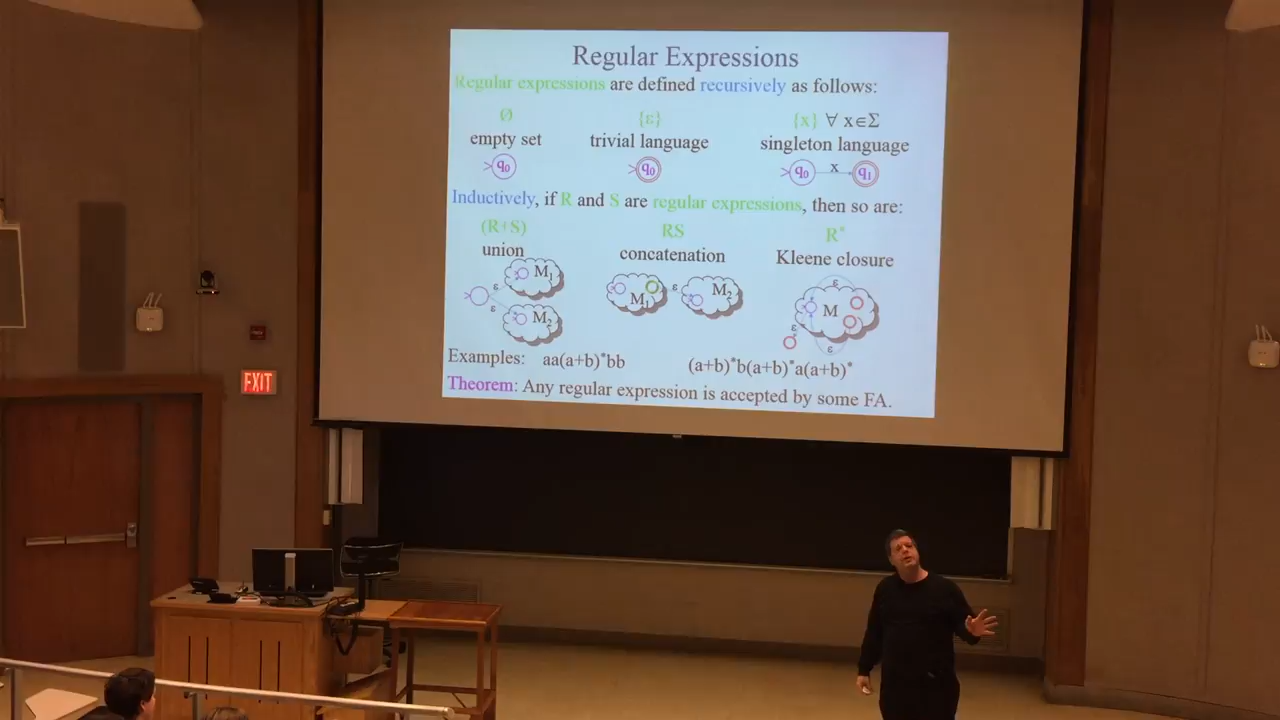 Regular Expressions
Regular expressions are defined recursively as follows:
Ø {ε} {x} ∀ x∈Σ
empty set trivial language singleton language
q₀ q₀ q₀ x q₁
Inductively, if R and S are regular expressions, then so are:
(R+S) RS R*
union concatenation Kleene closure
ε M₁ ε M₂
M₁ ε M₂
ε M ε ε
Examples: aa(a+b)*bb (a+b)*b(a+b)*a(a+b)*
Theorem: Any regular expression is accepted by some FA.
EXIT